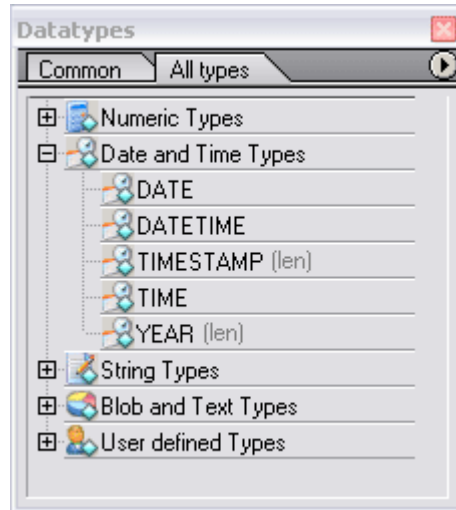 Datatypes
Common All types
Numeric Types
Date and Time Types
DATE
DATETIME
TIMESTAMP (len)
TIME
YEAR (len)
String Types
Blob and Text Types
User defined Types